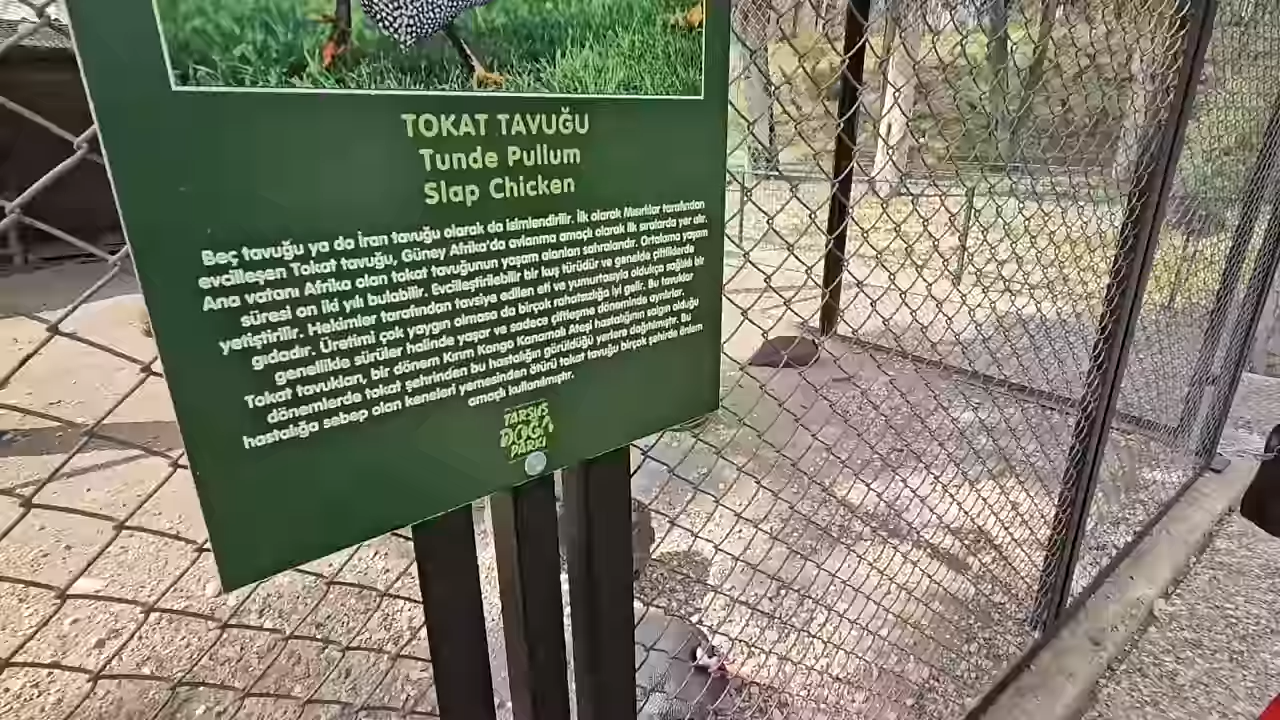 TOKAT TAVUĞU
Tunde Pullum
Slap Chicken
Beç tavuğu ya da İran tavuğu olarak da isimlendirilir. İlk olarak Mısırlılar tarafından
evcilleşen Tokat tavuğu, Güney Afrika'da avlanma amaçlı olarak ilk sıralarda yer alır.
Ana vatanı Afrika olan tokat tavuğunun yaşam alanları sahralandır. Ortalama yaşam
süresi on iki yılı bulabilir. Evcilleştirilebilir bir kuş türüdür ve genelde çiftliklerde
yetiştirilir. Hekimler tarafından tavsiye edilen eti ve yumurtasıyla oldukça sağlıklı bir
gıdadır. Üretimi çok yaygın olmasa da birçok rahatsızlığa iyi gelir. Bu tavuklar
genellikle sürüler halinde yaşar ve sadece çiftleşme döneminde ayrılırlar.
Tokat tavukları, bir dönem Kırım Kongo Kanamalı Ateşi hastalığının salgın olduğu
dönemlerde tokat şehrinden bu hastalığın görüldüğü yerlere dağıtılmıştır. Bu
hastalığa sebep olan keneleri yemesinden ötürü tokat tavuğu birçok şehirde önlem
amaçlı kullanılmıştır.
TARSUS
DOĞA
PARKI